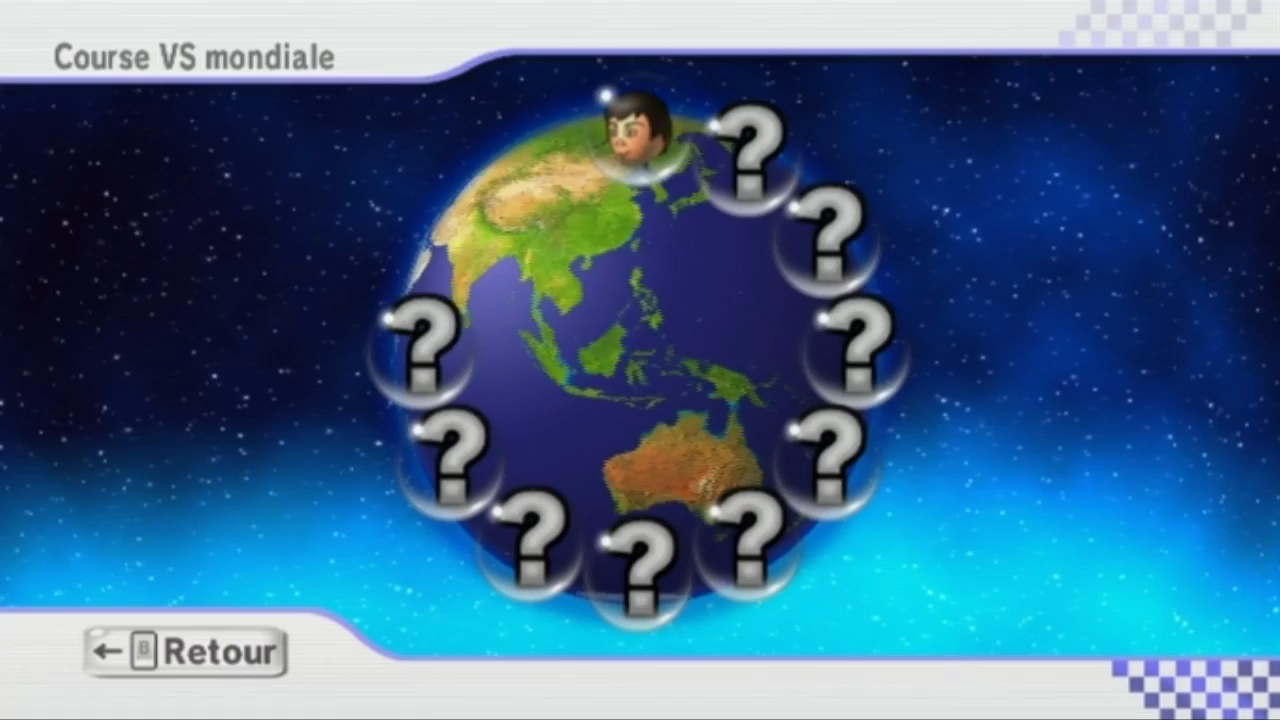 Course VS mondiale
? ? ? ? ? ? ? ? ? ?
← B Retour